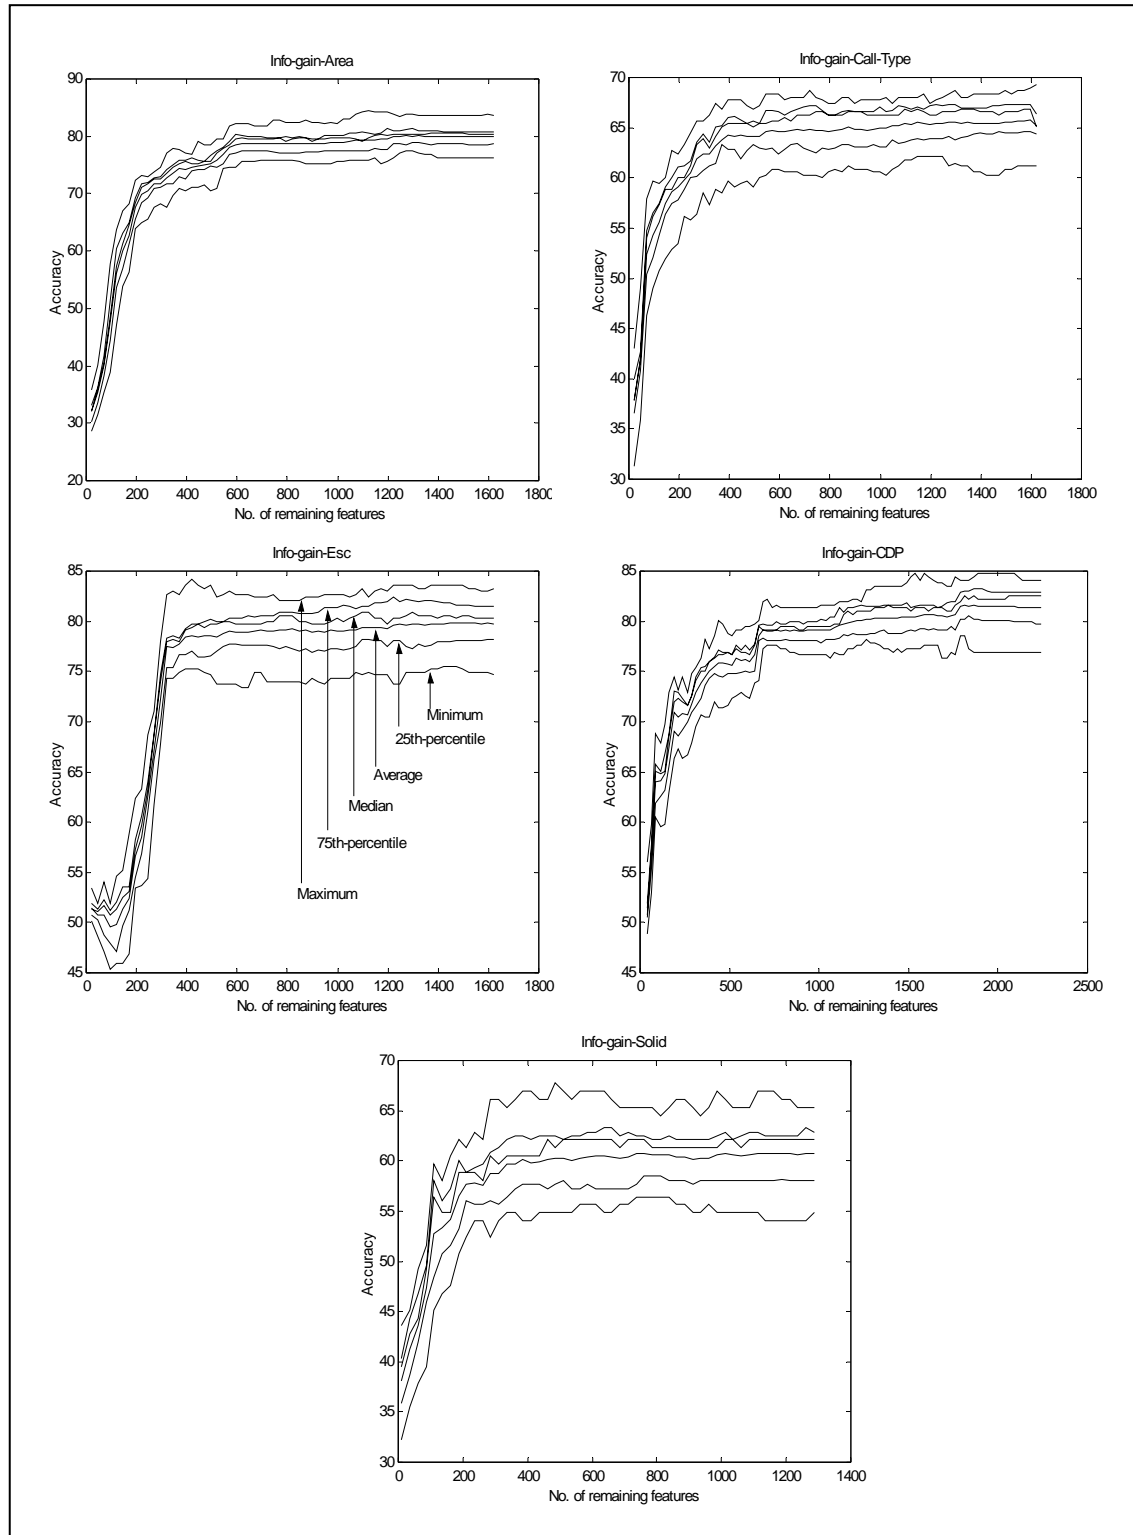 Info-gain-Area
90
80
70
60
50
40
30
20
Accuracy
0 200 400 600 800 1000 1200 1400 1600 1800
No. of remaining features
Info-gain-Call-Type
70
65
60
55
50
45
40
35
30
Accuracy
0 200 400 600 800 1000 1200 1400 1600 1800
No. of remaining features
Info-gain-Esc
85
80
75
70
65
60
55
50
45
Accuracy
Minimum
25th-percentile
Average
Median
75th-percentile
Maximum
0 200 400 600 800 1000 1200 1400 1600 1800
No. of remaining features
Info-gain-CDP
85
80
75
70
65
60
55
50
45
Accuracy
0 500 1000 1500 2000 2500
No. of remaining features
Info-gain-Solid
70
65
60
55
50
45
40
35
30
Accuracy
0 200 400 600 800 1000 1200 1400
No. of remaining features